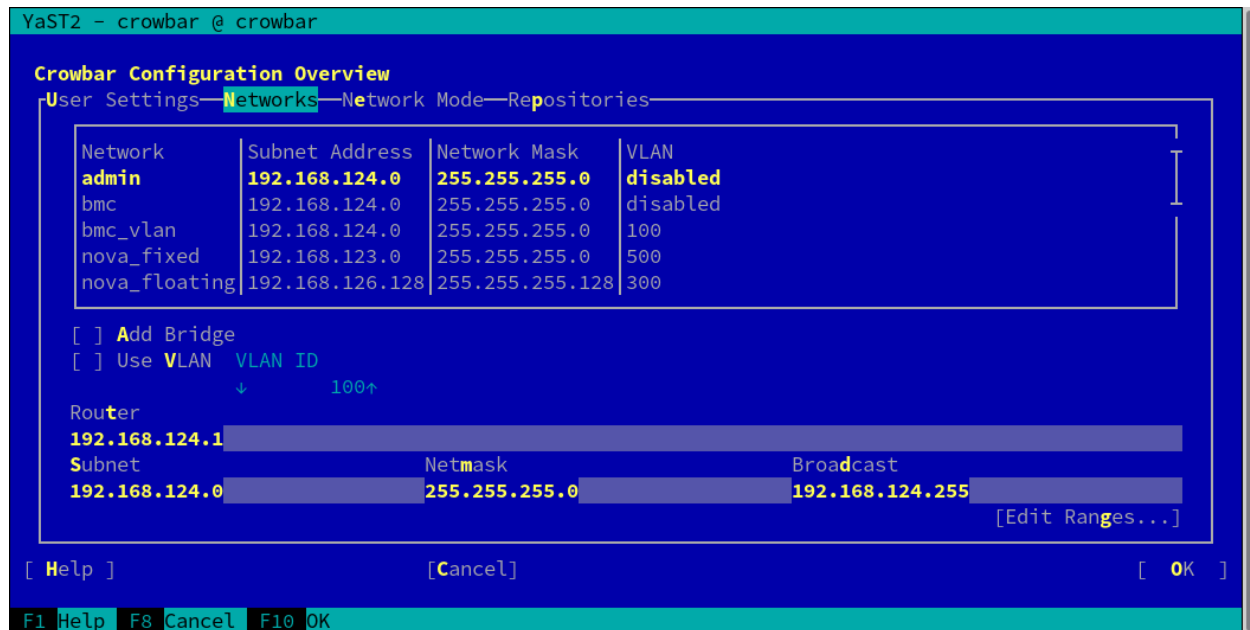 YaST2 - crowbar @ crowbar
Crowbar Configuration Overview
User Settings Networks Network Mode Repositories
Network Subnet Address Network Mask VLAN
admin 192.168.124.0 255.255.255.0 disabled
bmc 192.168.124.0 255.255.255.0 disabled
bmc_vlan 192.168.124.0 255.255.255.0 100
nova_fixed 192.168.123.0 255.255.255.0 500
nova_floating 192.168.126.128 255.255.255.128 300
[ ] Add Bridge
[ ] Use VLAN VLAN ID
↓ 100↑
Router
192.168.124.1
Subnet Netmask Broadcast
192.168.124.0 255.255.255.0 192.168.124.255
[Edit Ranges...]
[ Help ] [Cancel] [ OK ]
F1 Help F8 Cancel F10 OK